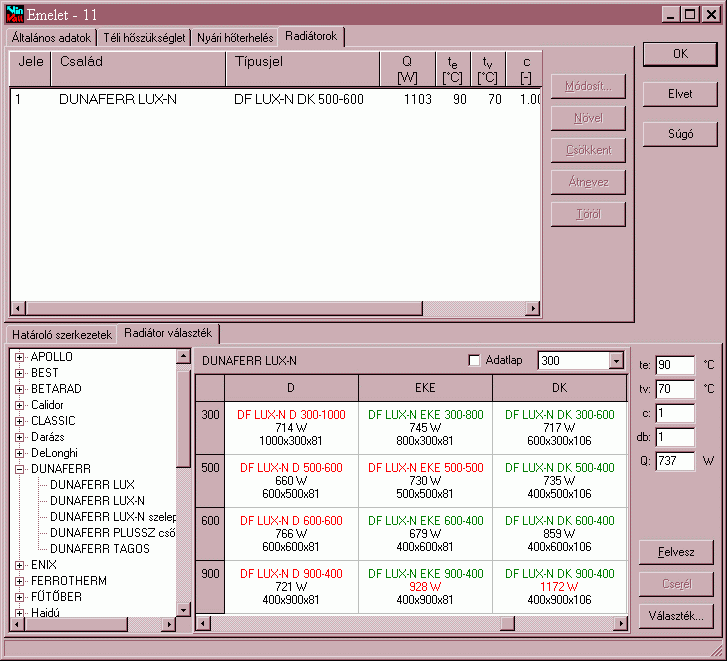 Emelet - 11
Általános adatok
Téli hőszükséglet
Nyári hőterhelés
Radiátorok
Jele
Család
Típusjel
Q [W]
te [°C]
tv [°C]
c [-]
1 DUNAFERR LUX-N DF LUX-N DK 500-600 1103 90 70 1.00
Módosít...
Növel
Csökkent
Átnevez
Töröl
OK
Elvet
Súgó
Határoló szerkezetek
Radiátor választék
APOLLO
BEST
BETARAD
Calidor
CLASSIC
Darázs
DeLonghi
DUNAFERR
DUNAFERR LUX
DUNAFERR LUX-N
DUNAFERR LUX-N szelep
DUNAFERR PLUSSZ cső
DUNAFERR TAGOS
ENIX
FERROTHERM
FŰTŐBER
Haidú
DUNAFERR LUX-N
Adatlap
300
D EKE DK
300
DF LUX-N D 300-1000 DF LUX-N EKE 300-800 DF LUX-N DK 300-600
714 W 745 W 717 W
1000x300x81 800x300x81 600x300x106
500
DF LUX-N D 500-600 DF LUX-N EKE 500-500 DF LUX-N DK 500-400
660 W 730 W 735 W
600x500x81 500x500x81 400x500x106
600
DF LUX-N D 600-600 DF LUX-N EKE 600-400 DF LUX-N DK 600-400
766 W 679 W 859 W
600x600x81 400x600x81 400x600x106
900
DF LUX-N D 900-400 DF LUX-N EKE 900-400 DF LUX-N DK 900-400
721 W 928 W 1172 W
400x900x81 400x900x81 400x900x106
te: 90 °C
tv: 70 °C
c: 1
db: 1
Q: 737 W
Felvesz
Cserél
Választék...